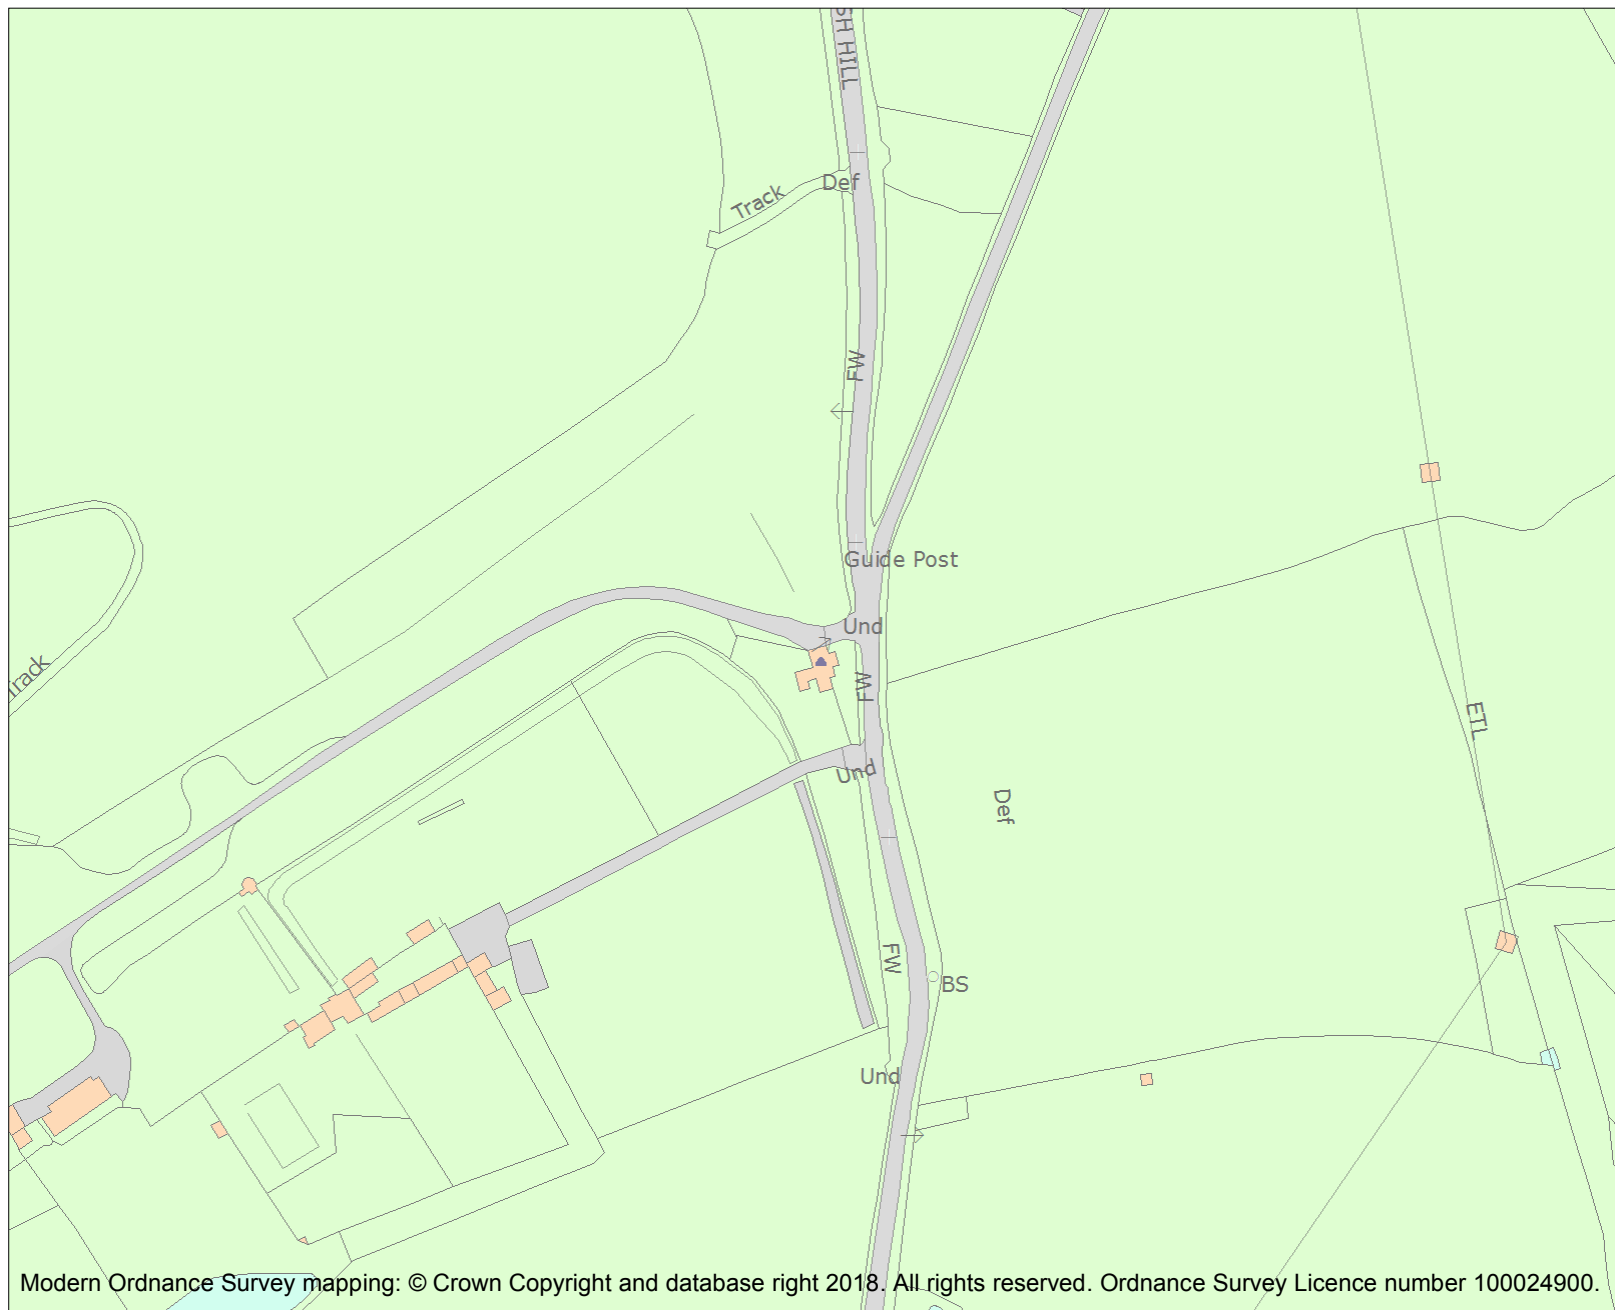 SH HILL
Def
Track
FW
Guide Post
Und
Track
FW
ETL
Und
Def
FW
BS
Und
Modern Ordnance Survey mapping: © Crown Copyright and database right 2018. All rights reserved. Ordnance Survey Licence number 100024900.